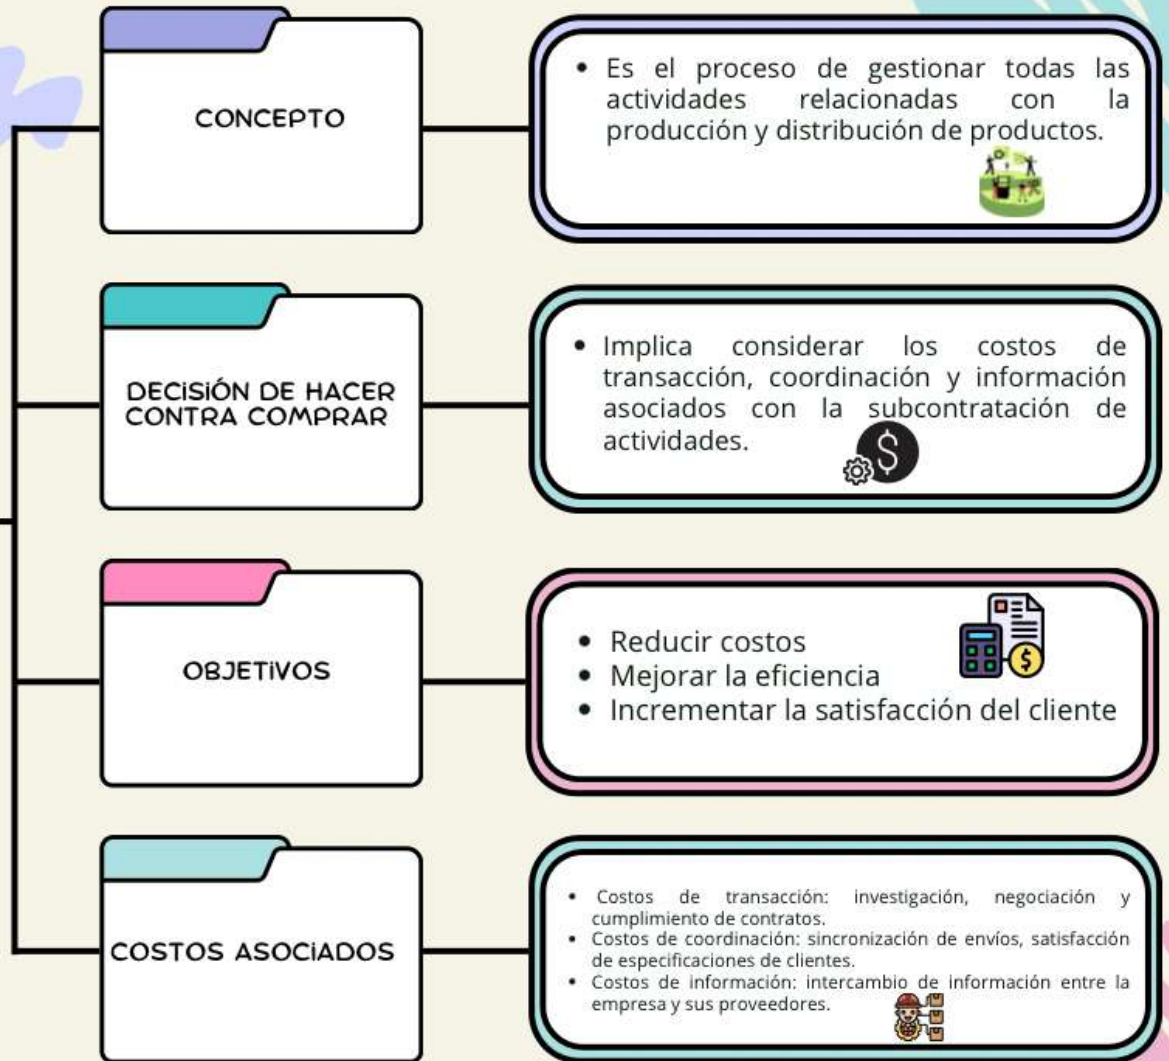 CONCEPTO
• Es el proceso de gestionar todas las
actividades relacionadas con la
producción y distribución de productos.
DECISIÓN DE HACER
CONTRA COMPRAR
• Implica considerar los costos de
transacción, coordinación y información
asociados con la subcontratación de
actividades.
OBJETIVOS
• Reducir costos
• Mejorar la eficiencia
• Incrementar la satisfacción del cliente
COSTOS ASOCIADOS
• Costos de transacción: investigación, negociación y
cumplimiento de contratos.
• Costos de coordinación: sincronización de envíos, satisfacción
de especificaciones de clientes.
• Costos de información: intercambio de información entre la
empresa y sus proveedores.